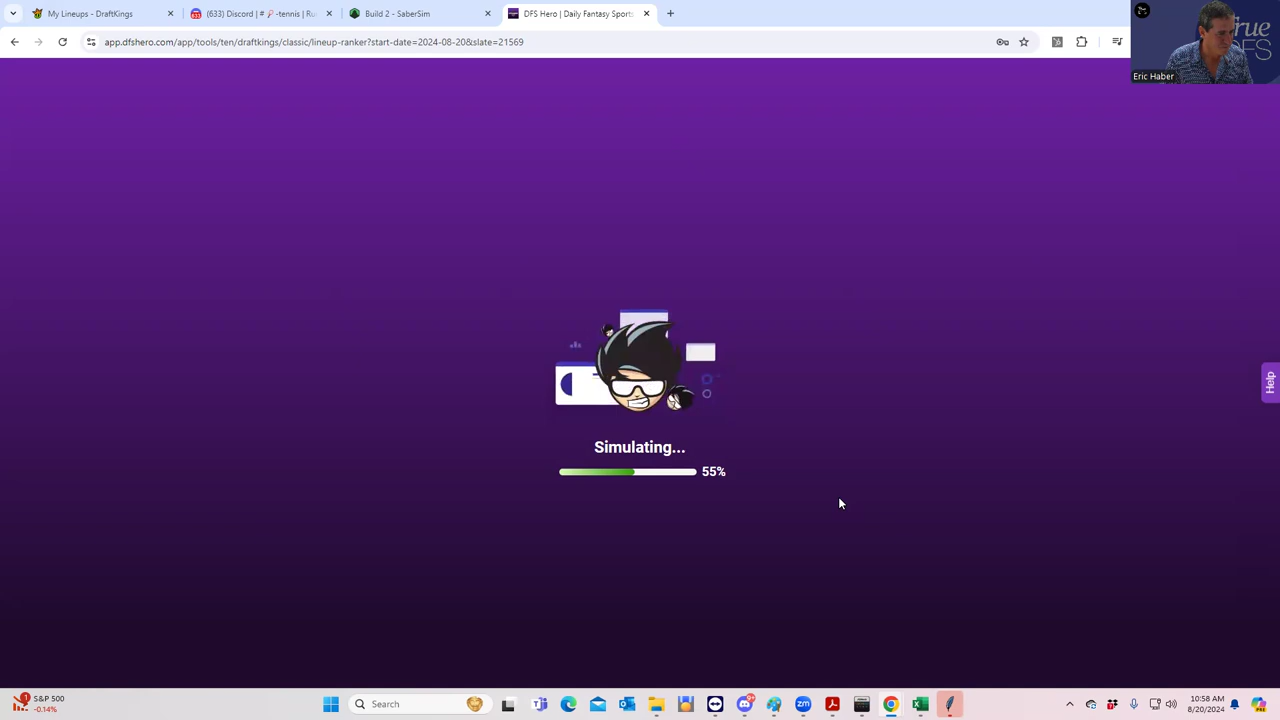 My Lineups - DraftKings
(633) Discord | #
-tennis | Ru
Build 2 - SaberSim
DFS Hero | Daily Fantasy Sports
app.dfshero.com/app/tools/ten/draftkings/classic/lineup-ranker?start-date=2024-08-20&slate=21569
Eric Haber
Help
Simulating...
55%
1
S&P 500
-0.14%
Search
10:58 AM
8/20/2024